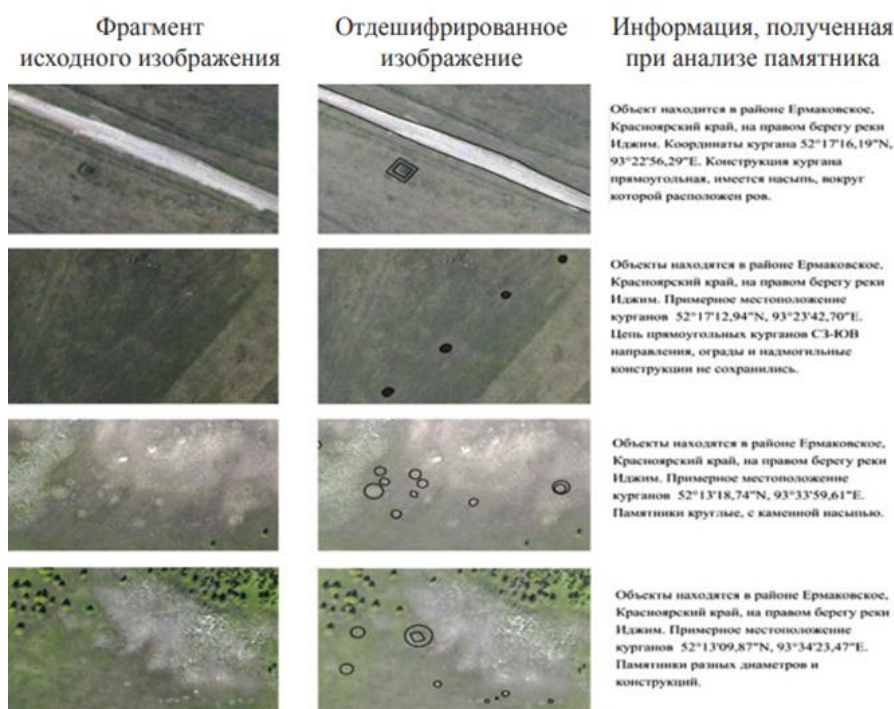 Фрагмент
исходного изображения
Отдешифрированное
изображение
Информация, полученная
при анализе памятника
Объект находится в районе Ермаковское,
Красноярский край, на правом берегу реки
Иджим. Координаты кургана 52°17'16,19"N,
93°22'56,29"E. Конструкция кургана
прямоугольная, имеется насыпь, вокруг
которой расположен ров.
Объекты находятся в районе Ермаковское,
Красноярский край, на правом берегу реки
Иджим. Примерное местоположение
курганов 52°17'12,94"N, 93°23'42,70"E.
Цепь прямоугольных курганов СЗ-ЮВ
направления, ограды и надмогильные
конструкции не сохранились.
Объекты находятся в районе Ермаковское,
Красноярский край, на правом берегу реки
Иджим. Примерное местоположение
курганов 52°13'18,74"N, 93°33'59,61"E.
Памятники круглые, с каменной насыпью.
Объекты находятся в районе Ермаковское,
Красноярский край, на правом берегу реки
Иджим. Примерное местоположение
курганов 52°13'09,87"N, 93°34'23,47"E.
Памятники разных диаметров и
конструкций.